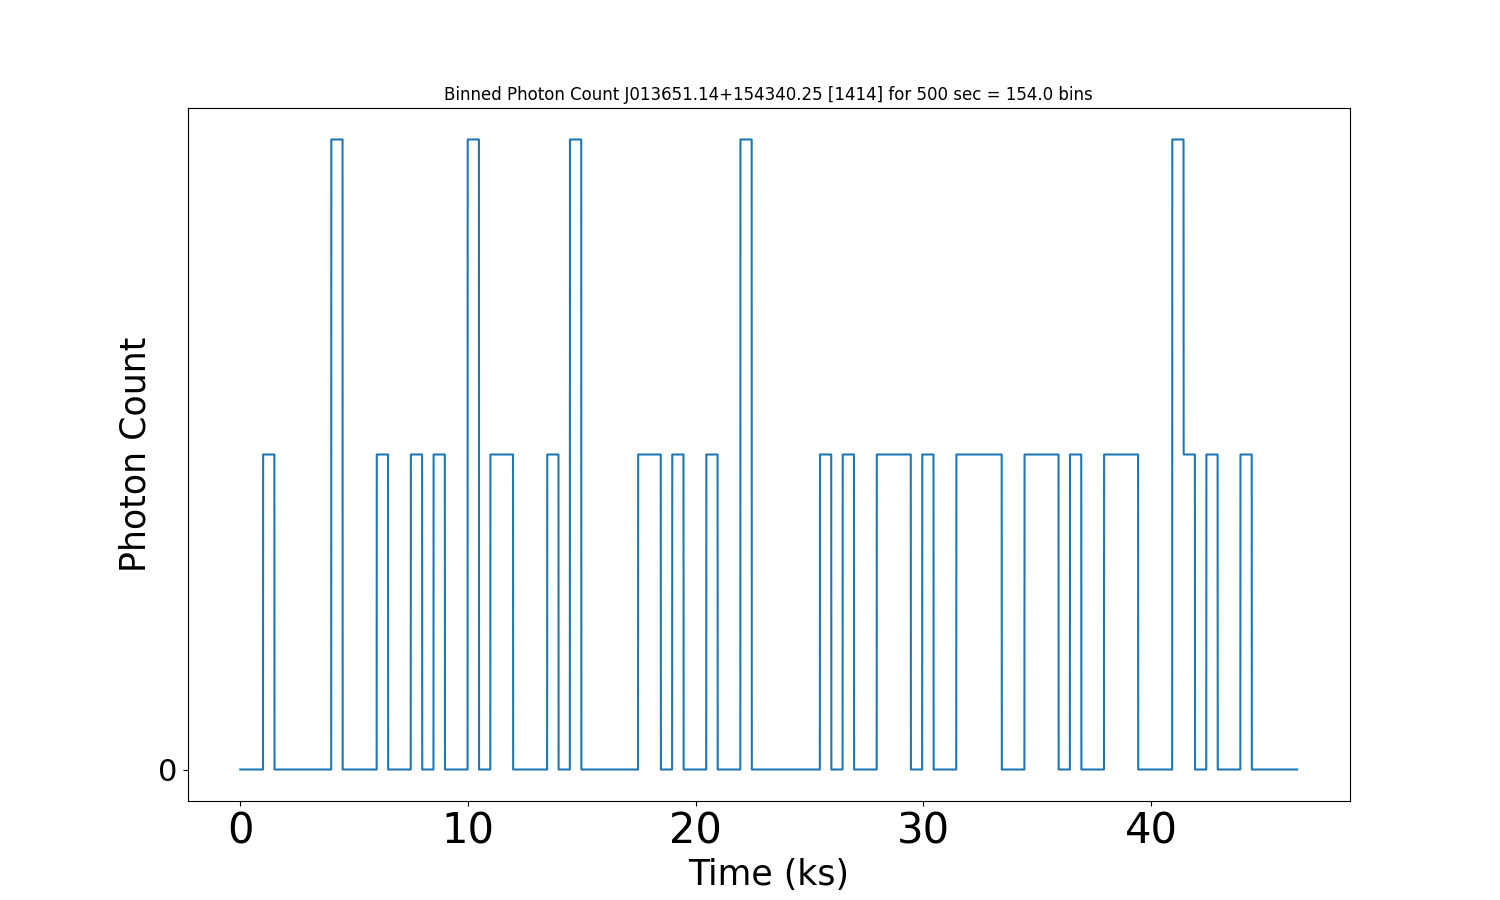 Binned Photon Count J013651.14+154340.25 [1414] for 500 sec = 154.0 bins
Photon Count
0
0 10 20 30 40
Time (ks)